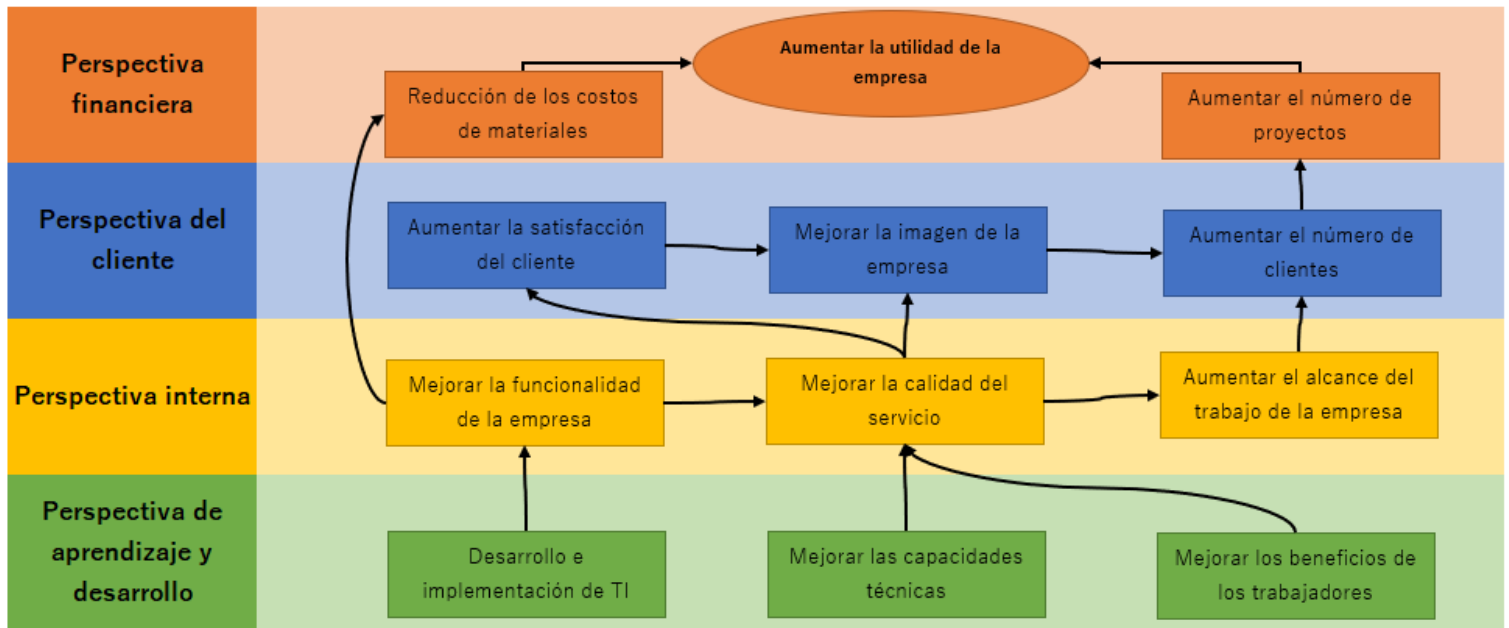 Perspectiva
financiera
Aumentar la utilidad de la
empresa
Reducción de los costos
de materiales
Aumentar el número de
proyectos
Perspectiva del
cliente
Aumentar la satisfacción
del cliente
Mejorar la imagen de la
empresa
Aumentar el número de
clientes
Perspectiva interna
Mejorar la funcionalidad
de la empresa
Mejorar la calidad del
servicio
Aumentar el alcance del
trabajo de la empresa
Perspectiva de
aprendizaje y
desarrollo
Desarrollo e
implementación de TI
Mejorar las capacidades
técnicas
Mejorar los beneficios de
los trabajadores